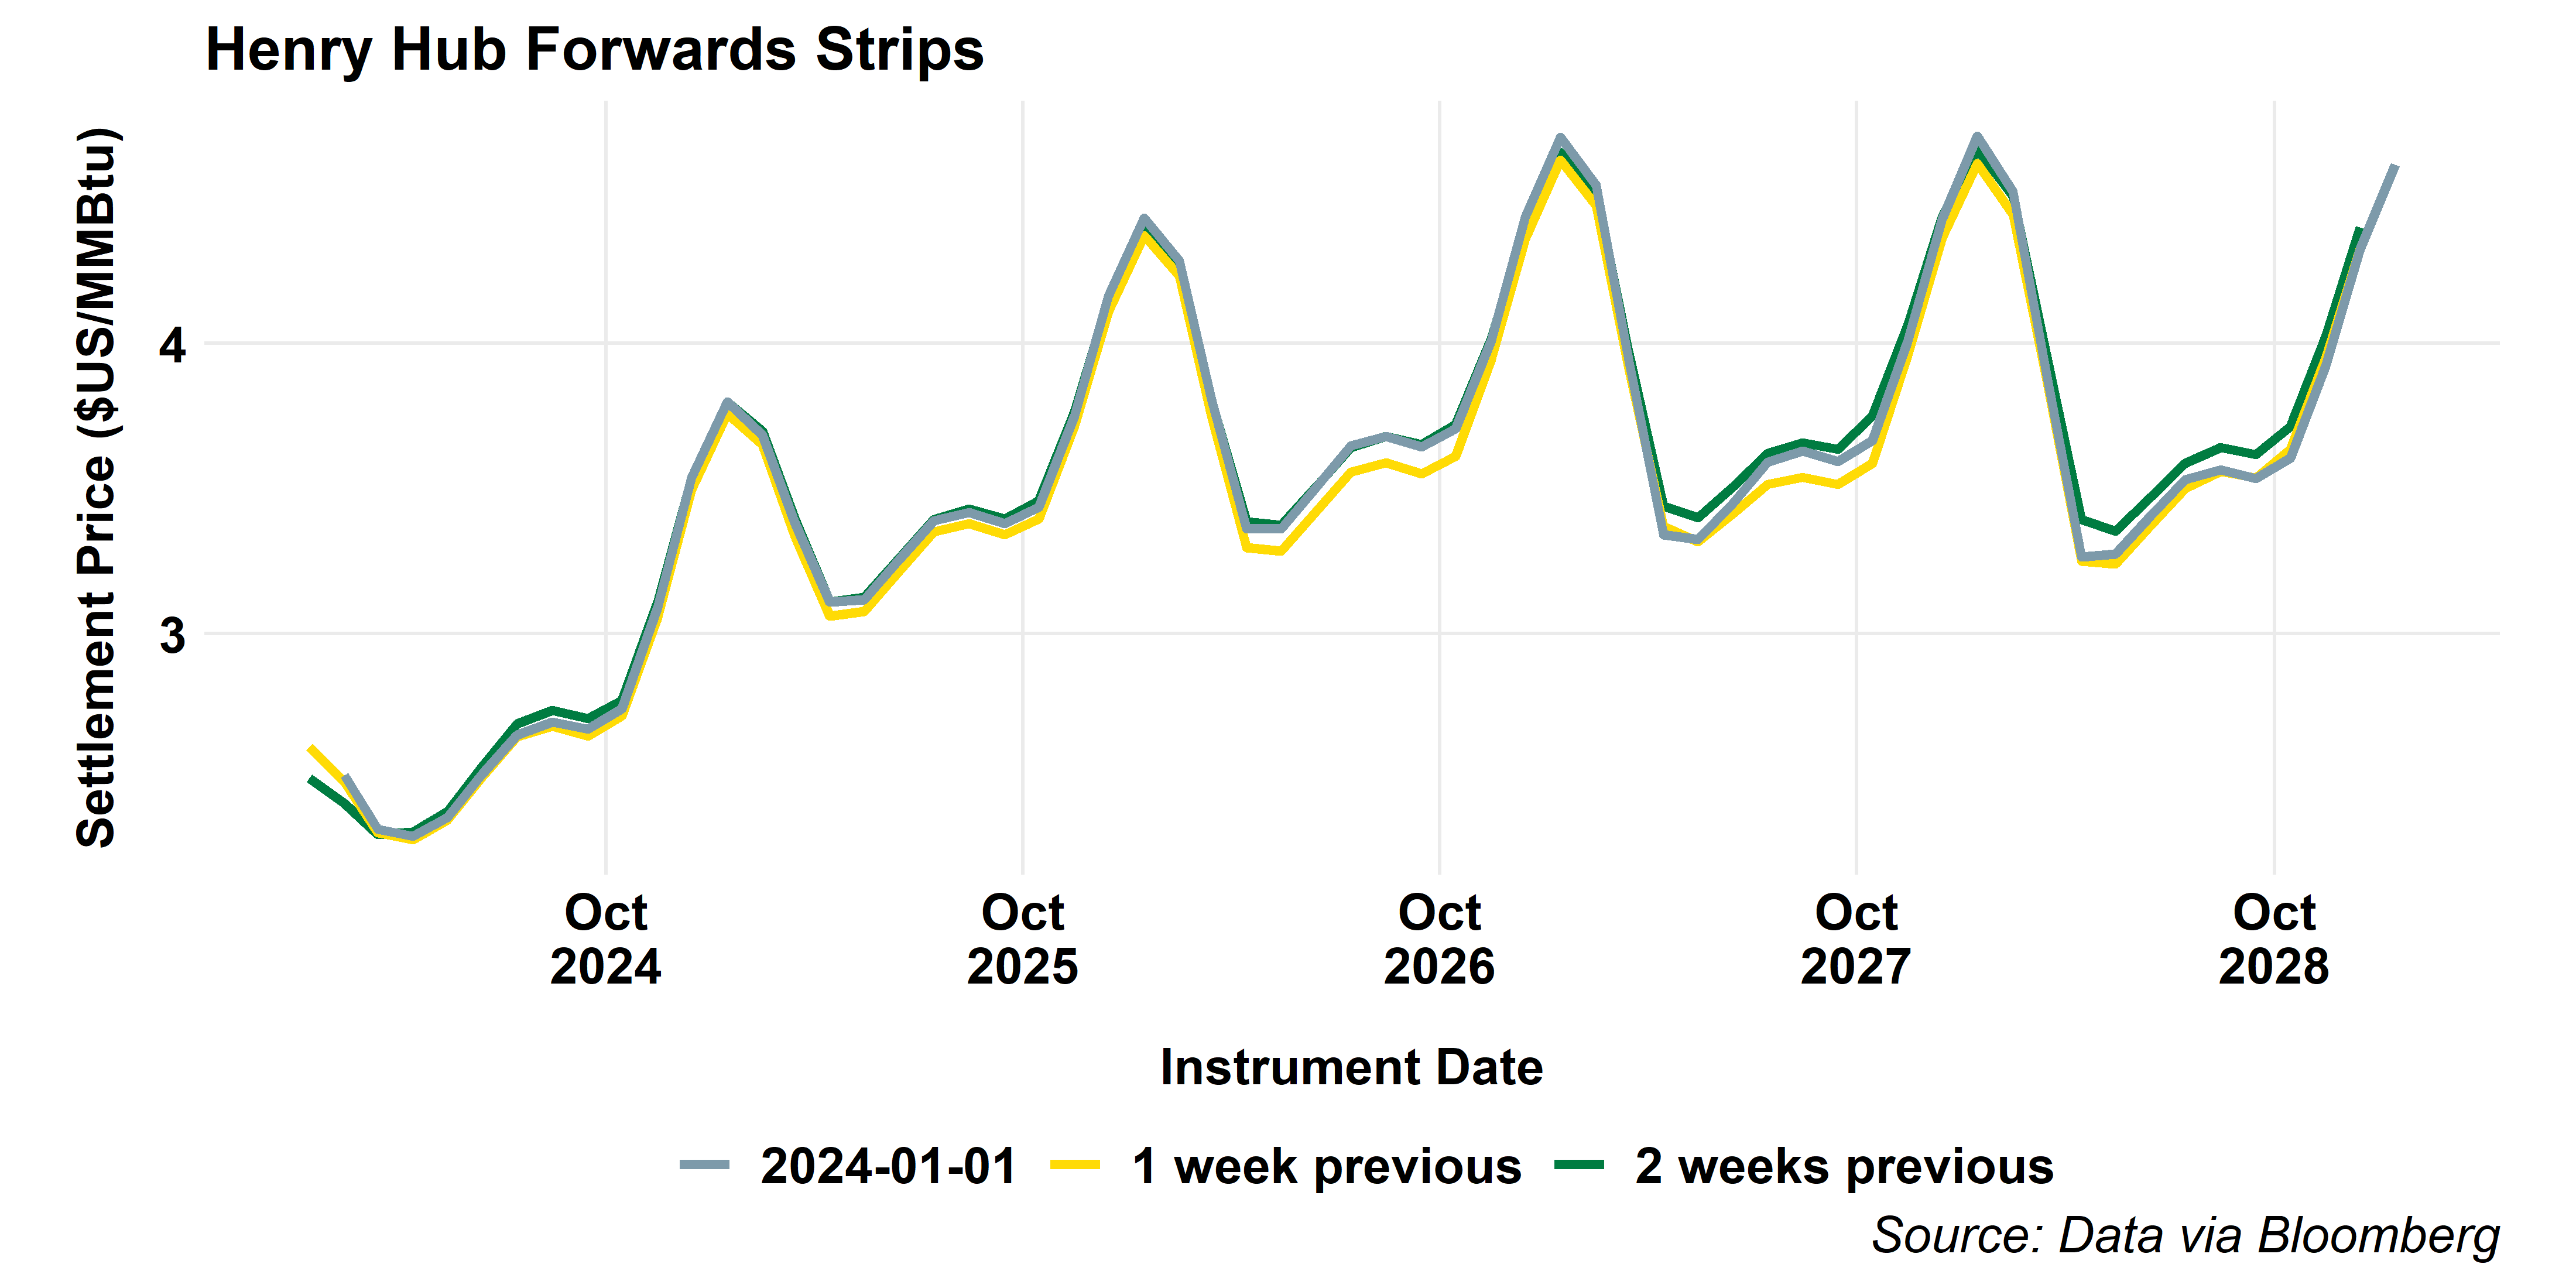 Henry Hub Forwards Strips
Settlement Price ($US/MMBtu)
4
3
Oct
2024
Oct
2025
Oct
2026
Oct
2027
Oct
2028
Instrument Date
2024-01-01
1 week previous
2 weeks previous
Source: Data via Bloomberg